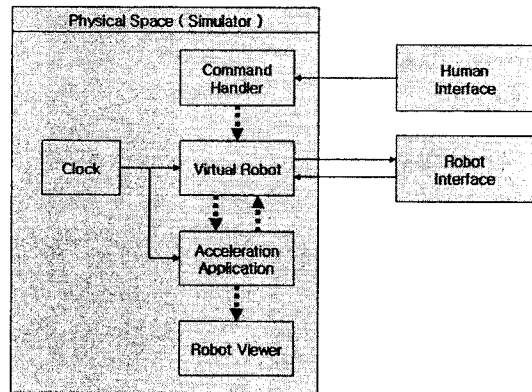 Physical Space ( Simulator )
Command
Handler
Human
Interface
Clock
Virtual Robot
Robot
Interface
Acceleration
Application
Robot Viewer